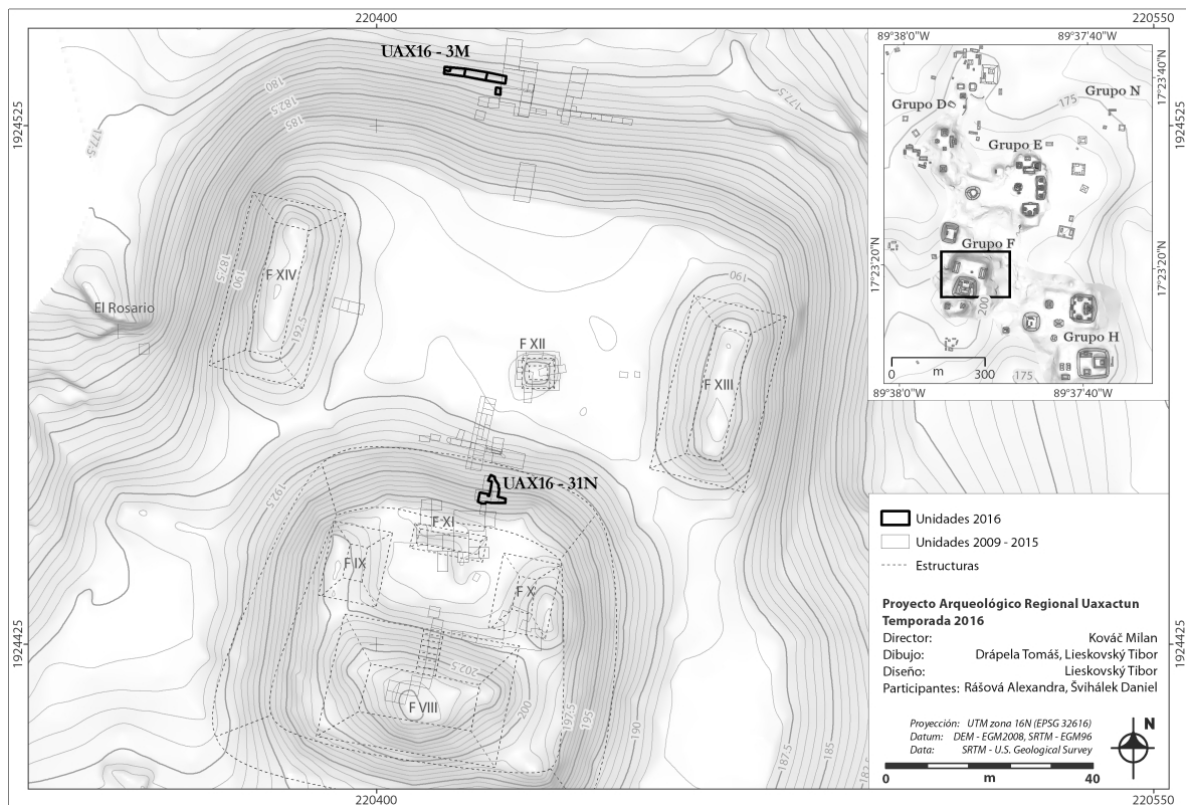 220400
220550
UAX16 - 3M
180
182.5
185
177.5
177.5
1924525
1924525
187.5
190
F XIV
192.5
El Rosario
F XII
190
F XIII
UAX16 - 31N
192.5
F XI
F IX
F X
202.5
F VIII
200
197.5
195
190
187.5
185
182.5
1924425
1924425
220400
220550
89°38'0"W
89°37'40"W
17°23'40"N
17°23'20"N
17°23'20"N
Grupo D
175
Grupo N
Grupo E
Grupo F
200
Grupo H
0 m 300
175
89°38'0"W
89°37'40"W
Unidades 2016
Unidades 2009 - 2015
Estructuras
Proyecto Arqueológico Regional Uaxactun
Temporada 2016
Director: Kováč Milan
Dibujo: Drápela Tomáš, Lieskovský Tibor
Diseño: Lieskovský Tibor
Participantes: Rášová Alexandra, Švihálek Daniel
Proyección: UTM zona 16N (EPSG 32616)
Datum: DEM - EGM2008, SRTM - EGM96
Data: SRTM - U.S. Geological Survey
N
0 40
m